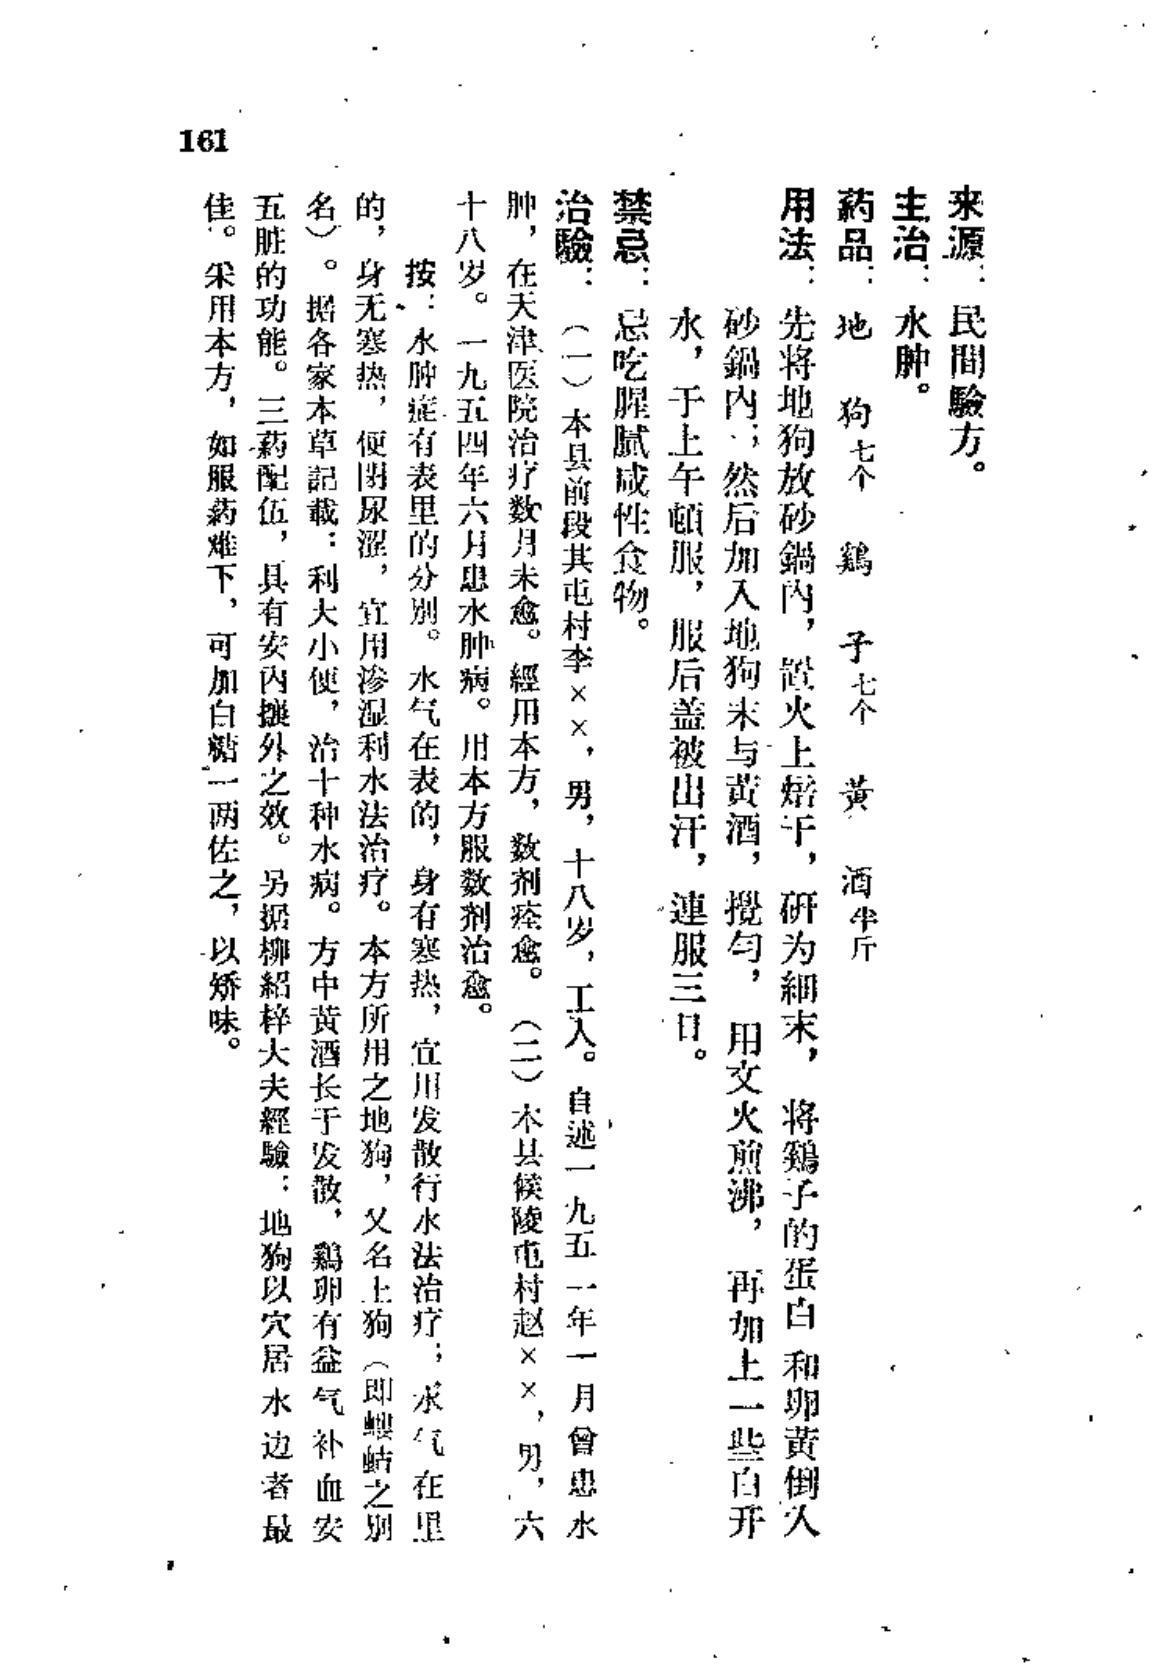 来源：民間驗方。
主治：水肿。
葯品：地狗七个　鷄子七个　黄酒半斤
用法：先将地狗放砂鍋内，置火上焙干，研为細末，将鷄子的蛋白和卵黄倒入
砂鍋内；然后加入地狗末与黄酒，攪匀，用文火煎沸，再加上一些白开
水，于上午頓服，服后盖被出汗，連服三日。
禁忌：忌吃腥膩咸性食物。
治驗：（一）本县前段其屯村李××，男，十八岁，工人。自述一九五一年一月曾患水
肿，在天津医院治疗数月未愈。經用本方，数剂痊愈。（二）本县候陵屯村赵××，男，六
十八岁。一九五四年六月患水肿病。用本方服数剂治愈。
按：水肿症有表里的分别。水气在表的，身有寒热，宜用发散行水法治疗；水气在里
的，身无寒热，便閉尿涩，宜用渗湿利水法治疗。本方所用之地狗，又名土狗（即螻蛄之别
名）。据各家本草記載：利大小便，治十种水病。方中黄酒长于发散，鷄卵有益气补血安
五脏的功能。三葯配伍，具有安内攘外之效。另据柳紹梓大夫經驗：地狗以穴居水边者最
佳。采用本方，如服葯难下，可加白糖一两佐之，以矫味。
161